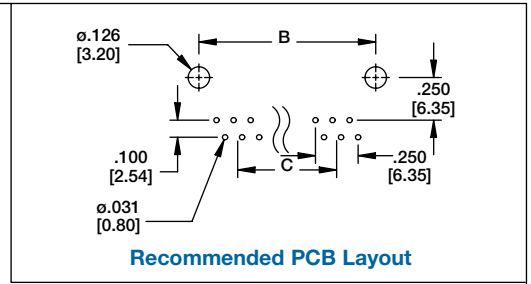 ø.126
[3.20]
B
.250
[6.35]
.100
[2.54]
C
.250
[6.35]
ø.031
[0.80]
Recommended PCB Layout